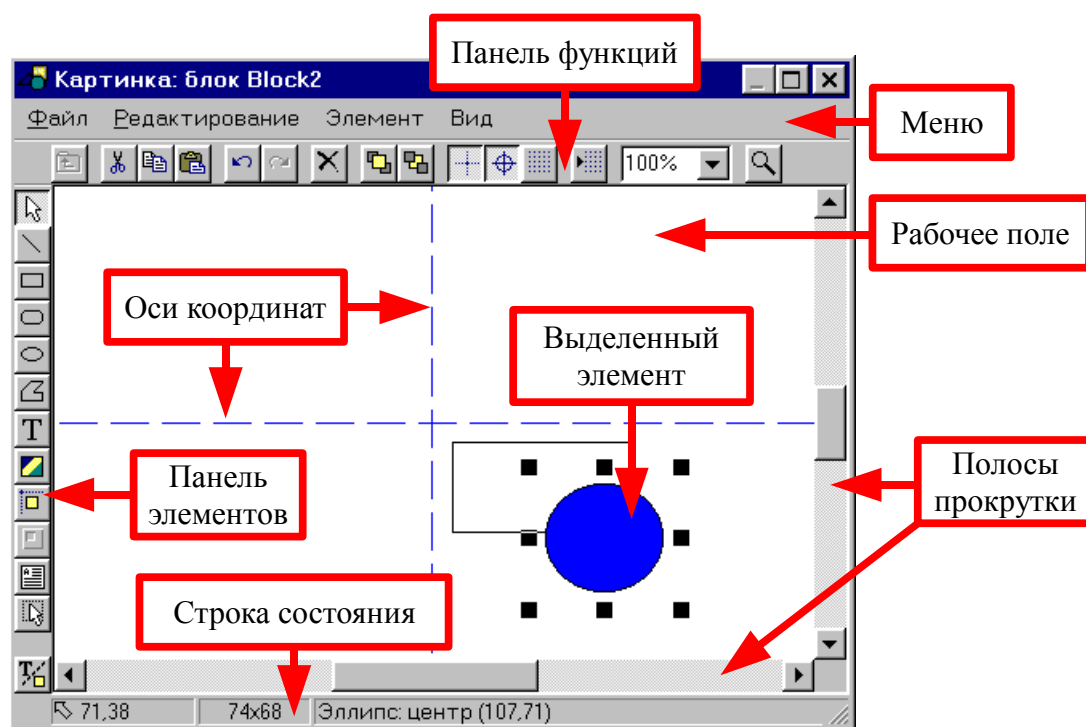 Панель функций
Картинка: блок Block2
Файл Редактирование Элемент Вид
Меню
100%
Рабочее поле
Оси координат
Выделенный
элемент
T
Панель
элементов
Полосы
прокрутки
Строка состояния
71,38 74x68 Эллипс: центр (107,71)